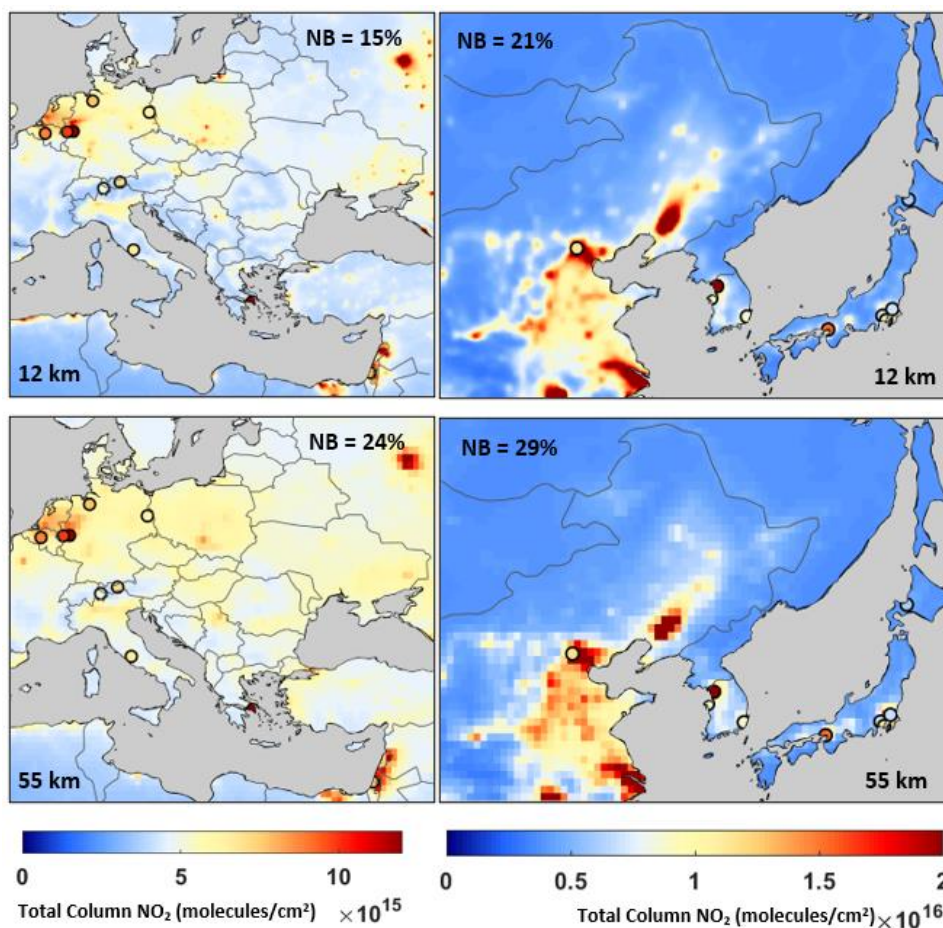 NB = 15%
NB = 21%
12 km
12 km
NB = 24%
NB = 29%
55 km
55 km
0 5 10
0 0.5 1 1.5 2
Total Column NO₂ (molecules/cm²) ×10¹⁵
Total Column NO₂ (molecules/cm²) ×10¹⁶